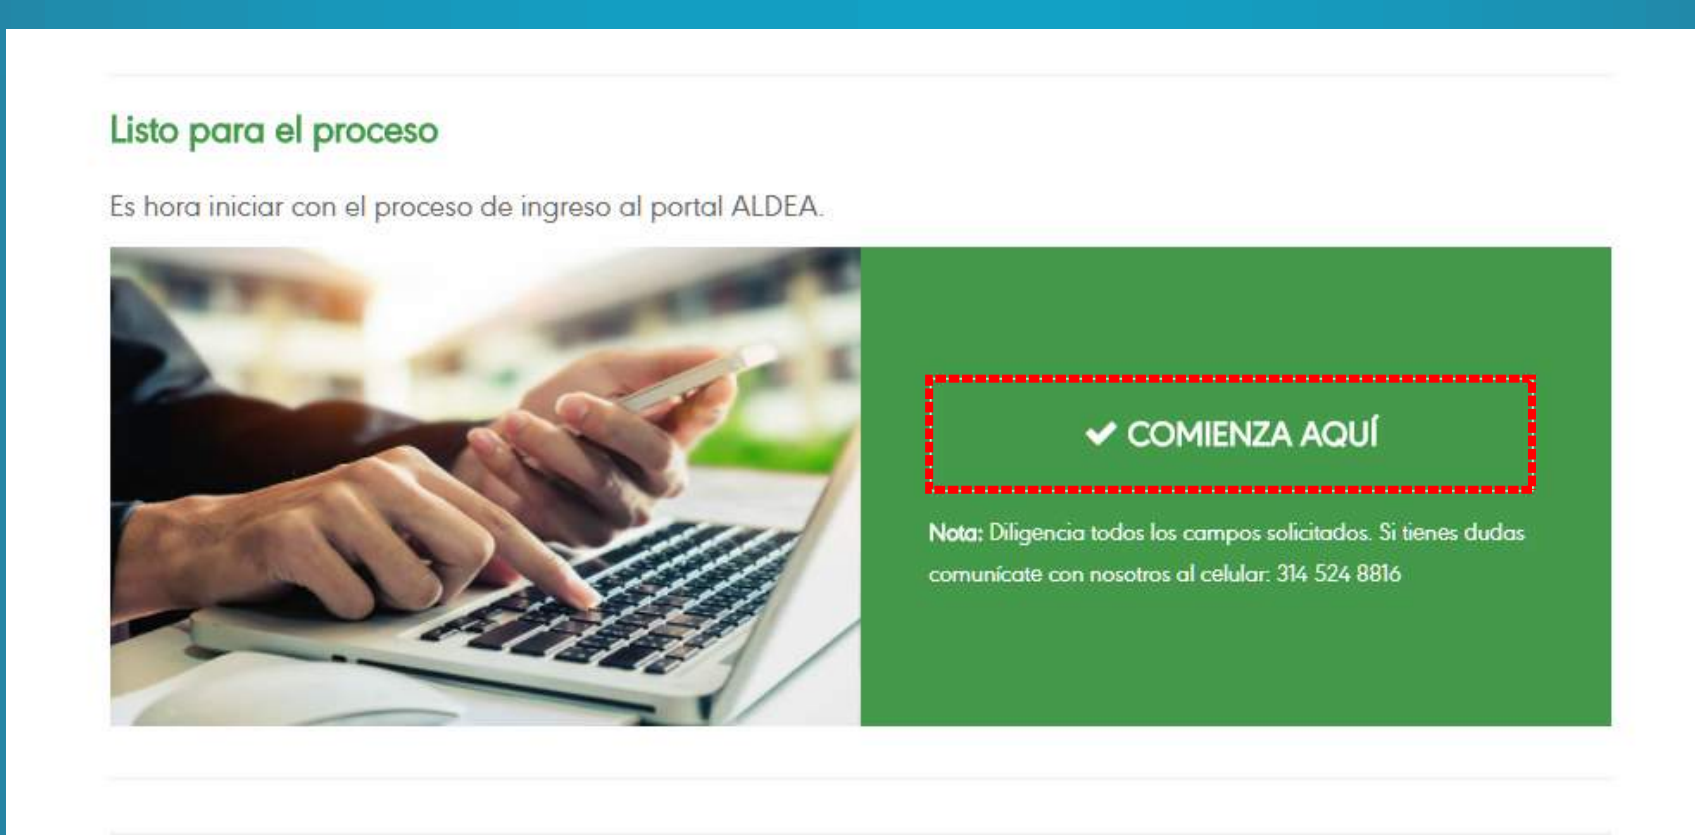 Listo para el proceso
Es hora iniciar con el proceso de ingreso al portal ALDEA.
✔ COMIENZA AQUÍ
Nota: Diligencia todos los campos solicitados. Si tienes dudas
comunícate con nosotros al celular: 314 524 8816